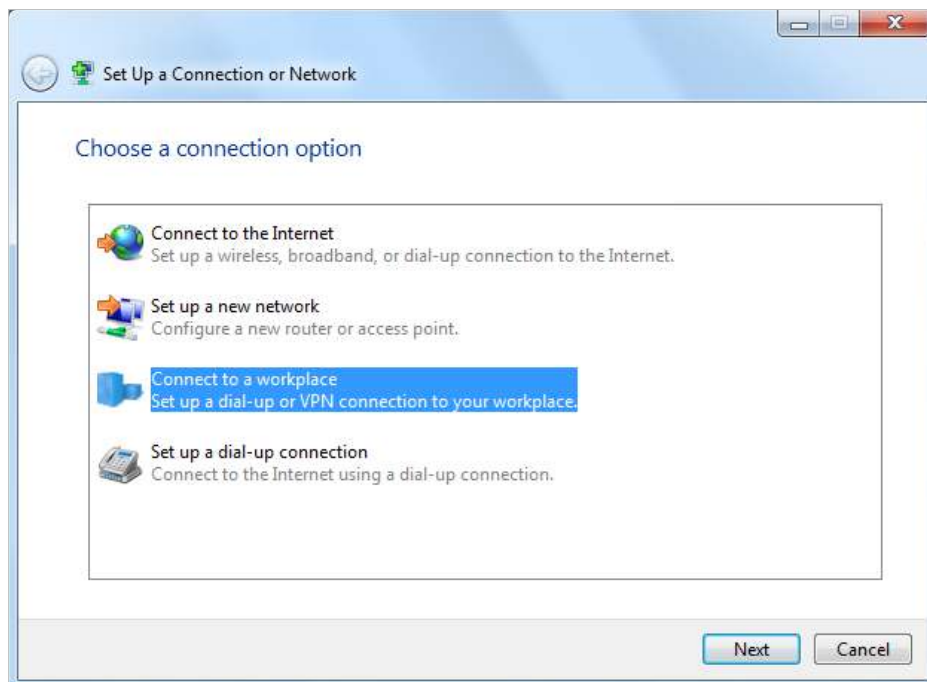 Set Up a Connection or Network
Choose a connection option
Connect to the Internet
Set up a wireless, broadband, or dial-up connection to the Internet.
Set up a new network
Configure a new router or access point.
Connect to a workplace
Set up a dial-up or VPN connection to your workplace.
Set up a dial-up connection
Connect to the Internet using a dial-up connection.
Next Cancel